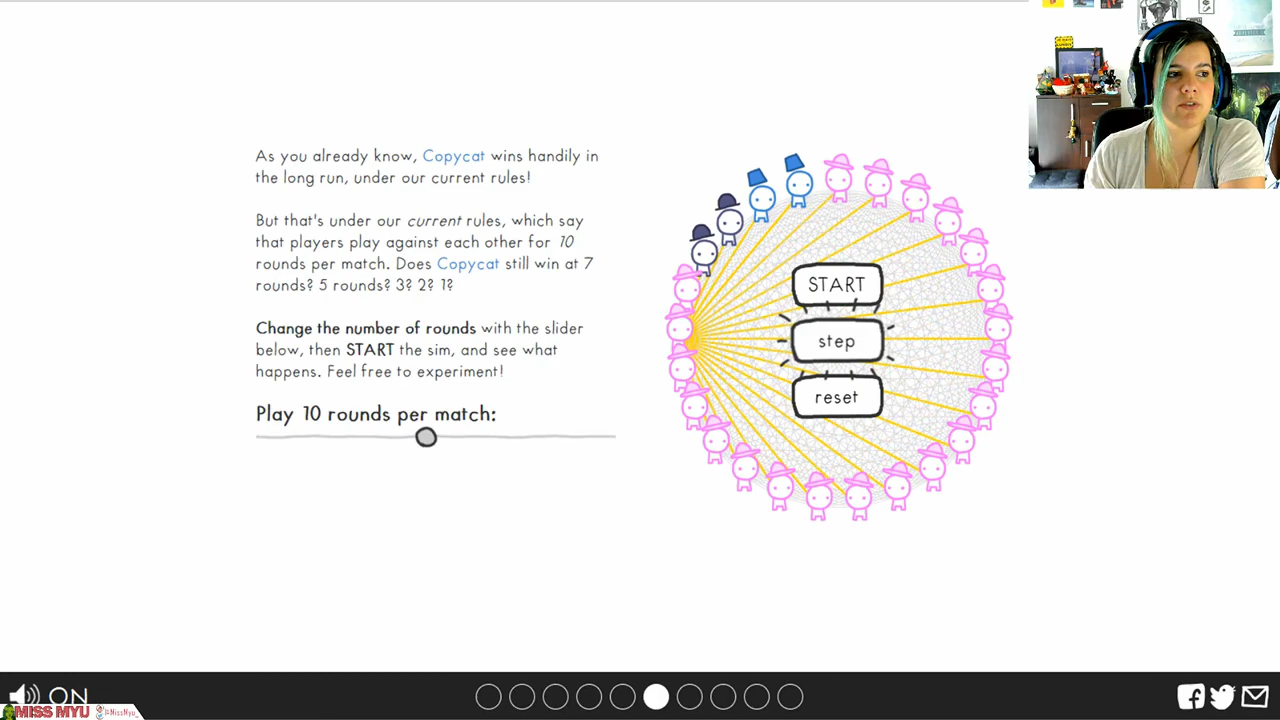 As you already know, Copycat wins handily in
the long run, under our current rules!
But that's under our current rules, which say
that players play against each other for 10
rounds per match. Does Copycat still win at 7
rounds? 5 rounds? 3? 2? 1?
Change the number of rounds with the slider
below, then START the sim, and see what
happens. Feel free to experiment!
Play 10 rounds per match:
START
step
reset
ON
MISS MYU